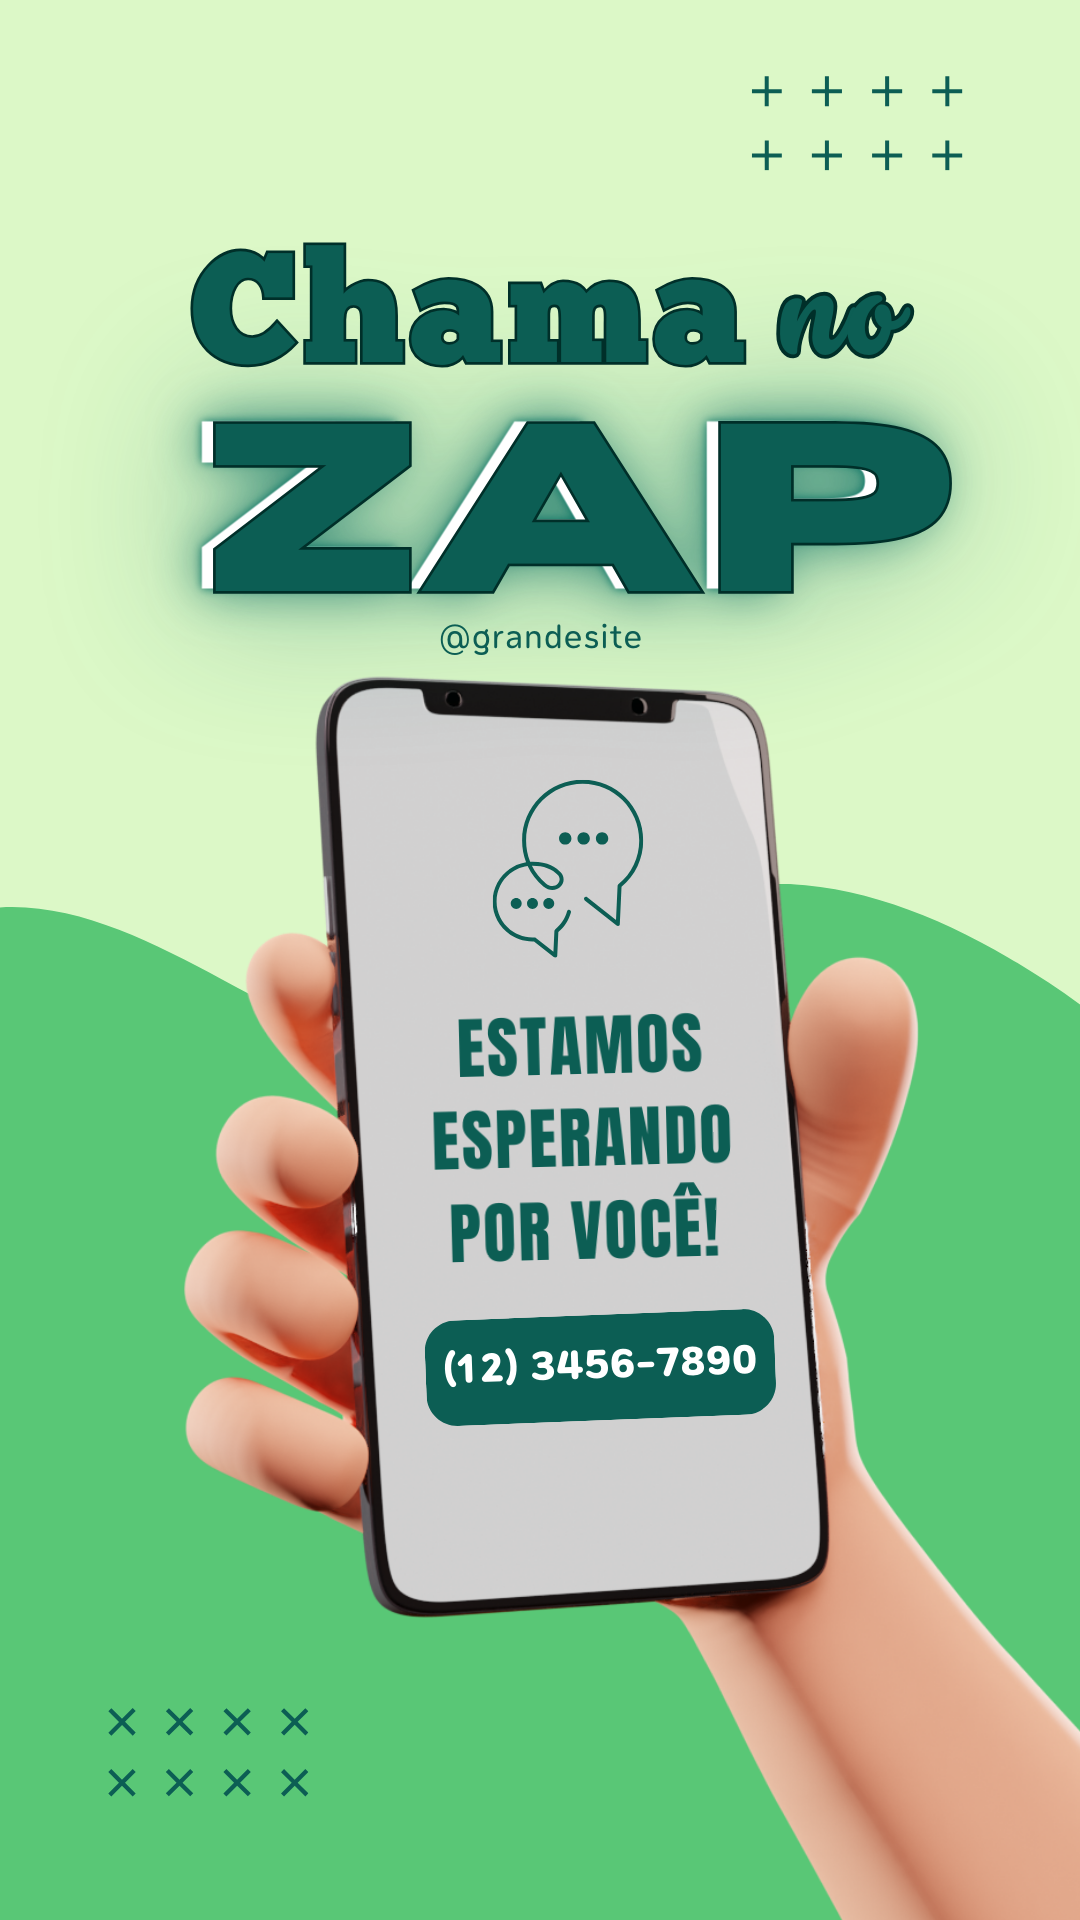 Chama no
ZAP
@grandesite
ESTAMOS
ESPERANDO
POR VOCÊ!
(12) 3456-7890